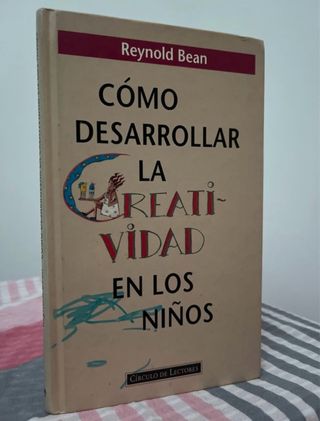 Reynold Bean
CÓMO
DESARROLLAR
LA
CREATI-
VIDAD
EN LOS
NIÑOS
CÍRCULO DE LECTORES